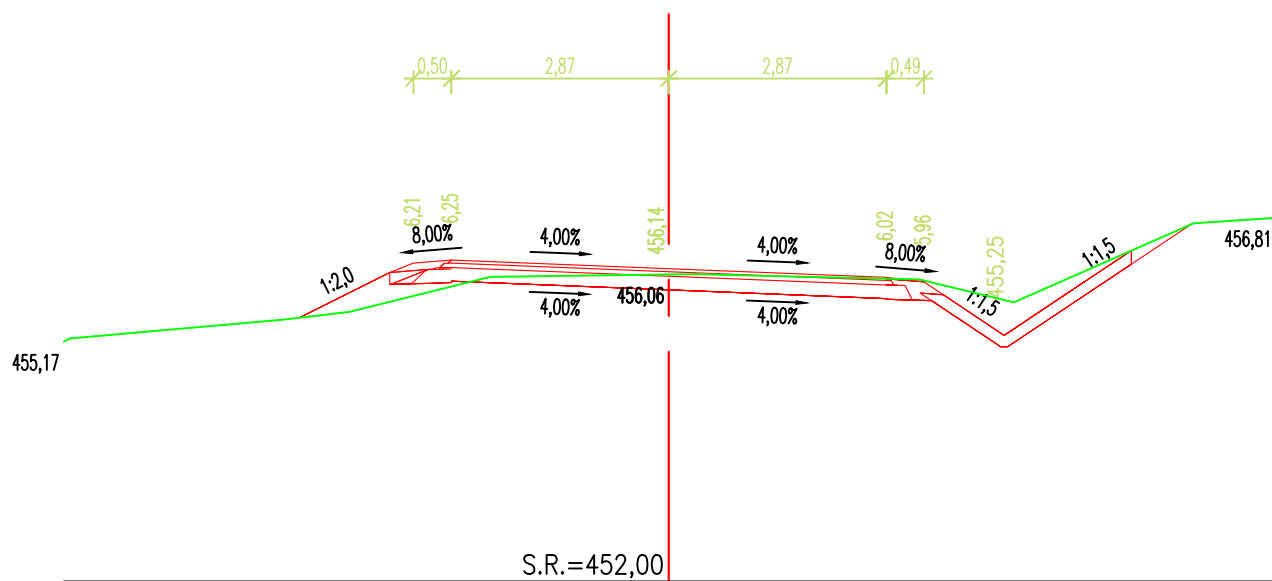 0,50 2,87 2,87 0,49
6,21 6,25 456,14 6,02 5,96 455,25
8,00% 4,00% 4,00% 8,00%
1:2,0 4,00% 456,06 4,00% 1:1,5 1:1,5
455,17 456,81
S.R.=452,00